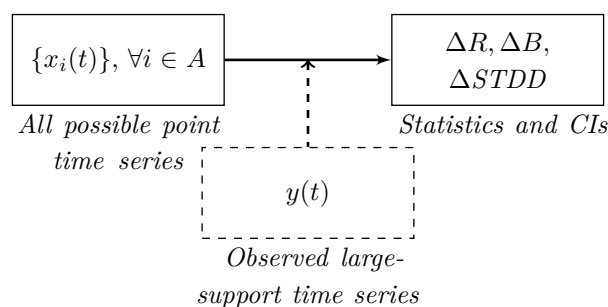 {x_i(t)}, ∀i ∈ A
All possible point
time series
ΔR, ΔB,
ΔSTDD
Statistics and CIs
y(t)
Observed large-
support time series